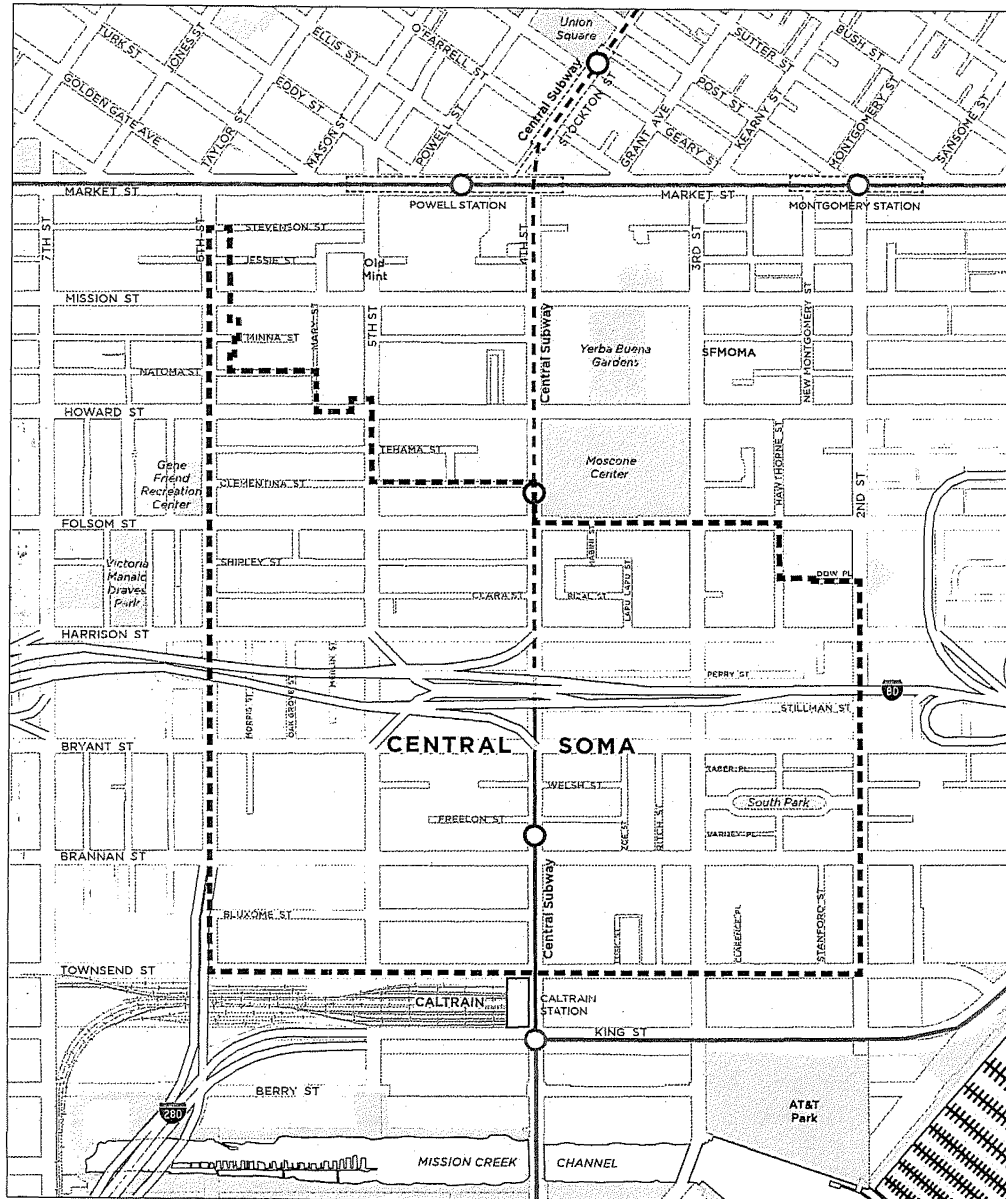 Union
Square
TURK ST
JONES ST
ELLIS ST
O'FARRELL ST
SUTTER ST
BUSH ST
GOLDEN GATE AVE
EDDY ST
Central Subway
POST ST
TAYLOR ST
MASON ST
POWELL ST
STOCKTON ST
GRANT AVE
GEARY ST
KEARNY ST
MONTGOMERY ST
SANSOME ST
MARKET ST
MARKET ST
POWELL STATION
MONTGOMERY STATION
7TH ST
6TH ST
STEVENSON ST
4TH ST
3RD ST
JESSIE ST
Old
Mint
MISSION ST
MINNA ST
MARY ST
5TH ST
Central Subway
Yerba Buena
Gardens
SFMOMA
NEW MONTGOMERY ST
NATOMA ST
HOWARD ST
TEHAMA ST
Moscone
Center
HAWTHORNE ST
2ND ST
Gene
Friend
Recreation
Center
CLEMENTINA ST
FOLSOM ST
MABINI ST
Victoria
Manalo
Draves
Park
SHIPLEY ST
LAPU LAPU ST
DOW PL
CLARA ST
RIZAL ST
HARRISON ST
MERLIN ST
PERRY ST
MORRIS ST
OAK GROVE ST
80
STILLMAN ST
BRYANT ST
CENTRAL SOMA
TABER PL
WELSH ST
South Park
FREELON ST
ZOE ST
RITCH ST
VARNEY PL
BRANNAN ST
Central Subway
BLUXOME ST
CLARENCE PL
STANFORD ST
TOWNSEND ST
CALTRAIN
CALTRAIN
STATION
KING ST
BERRY ST
280
AT&T
Park
MISSION CREEK CHANNEL